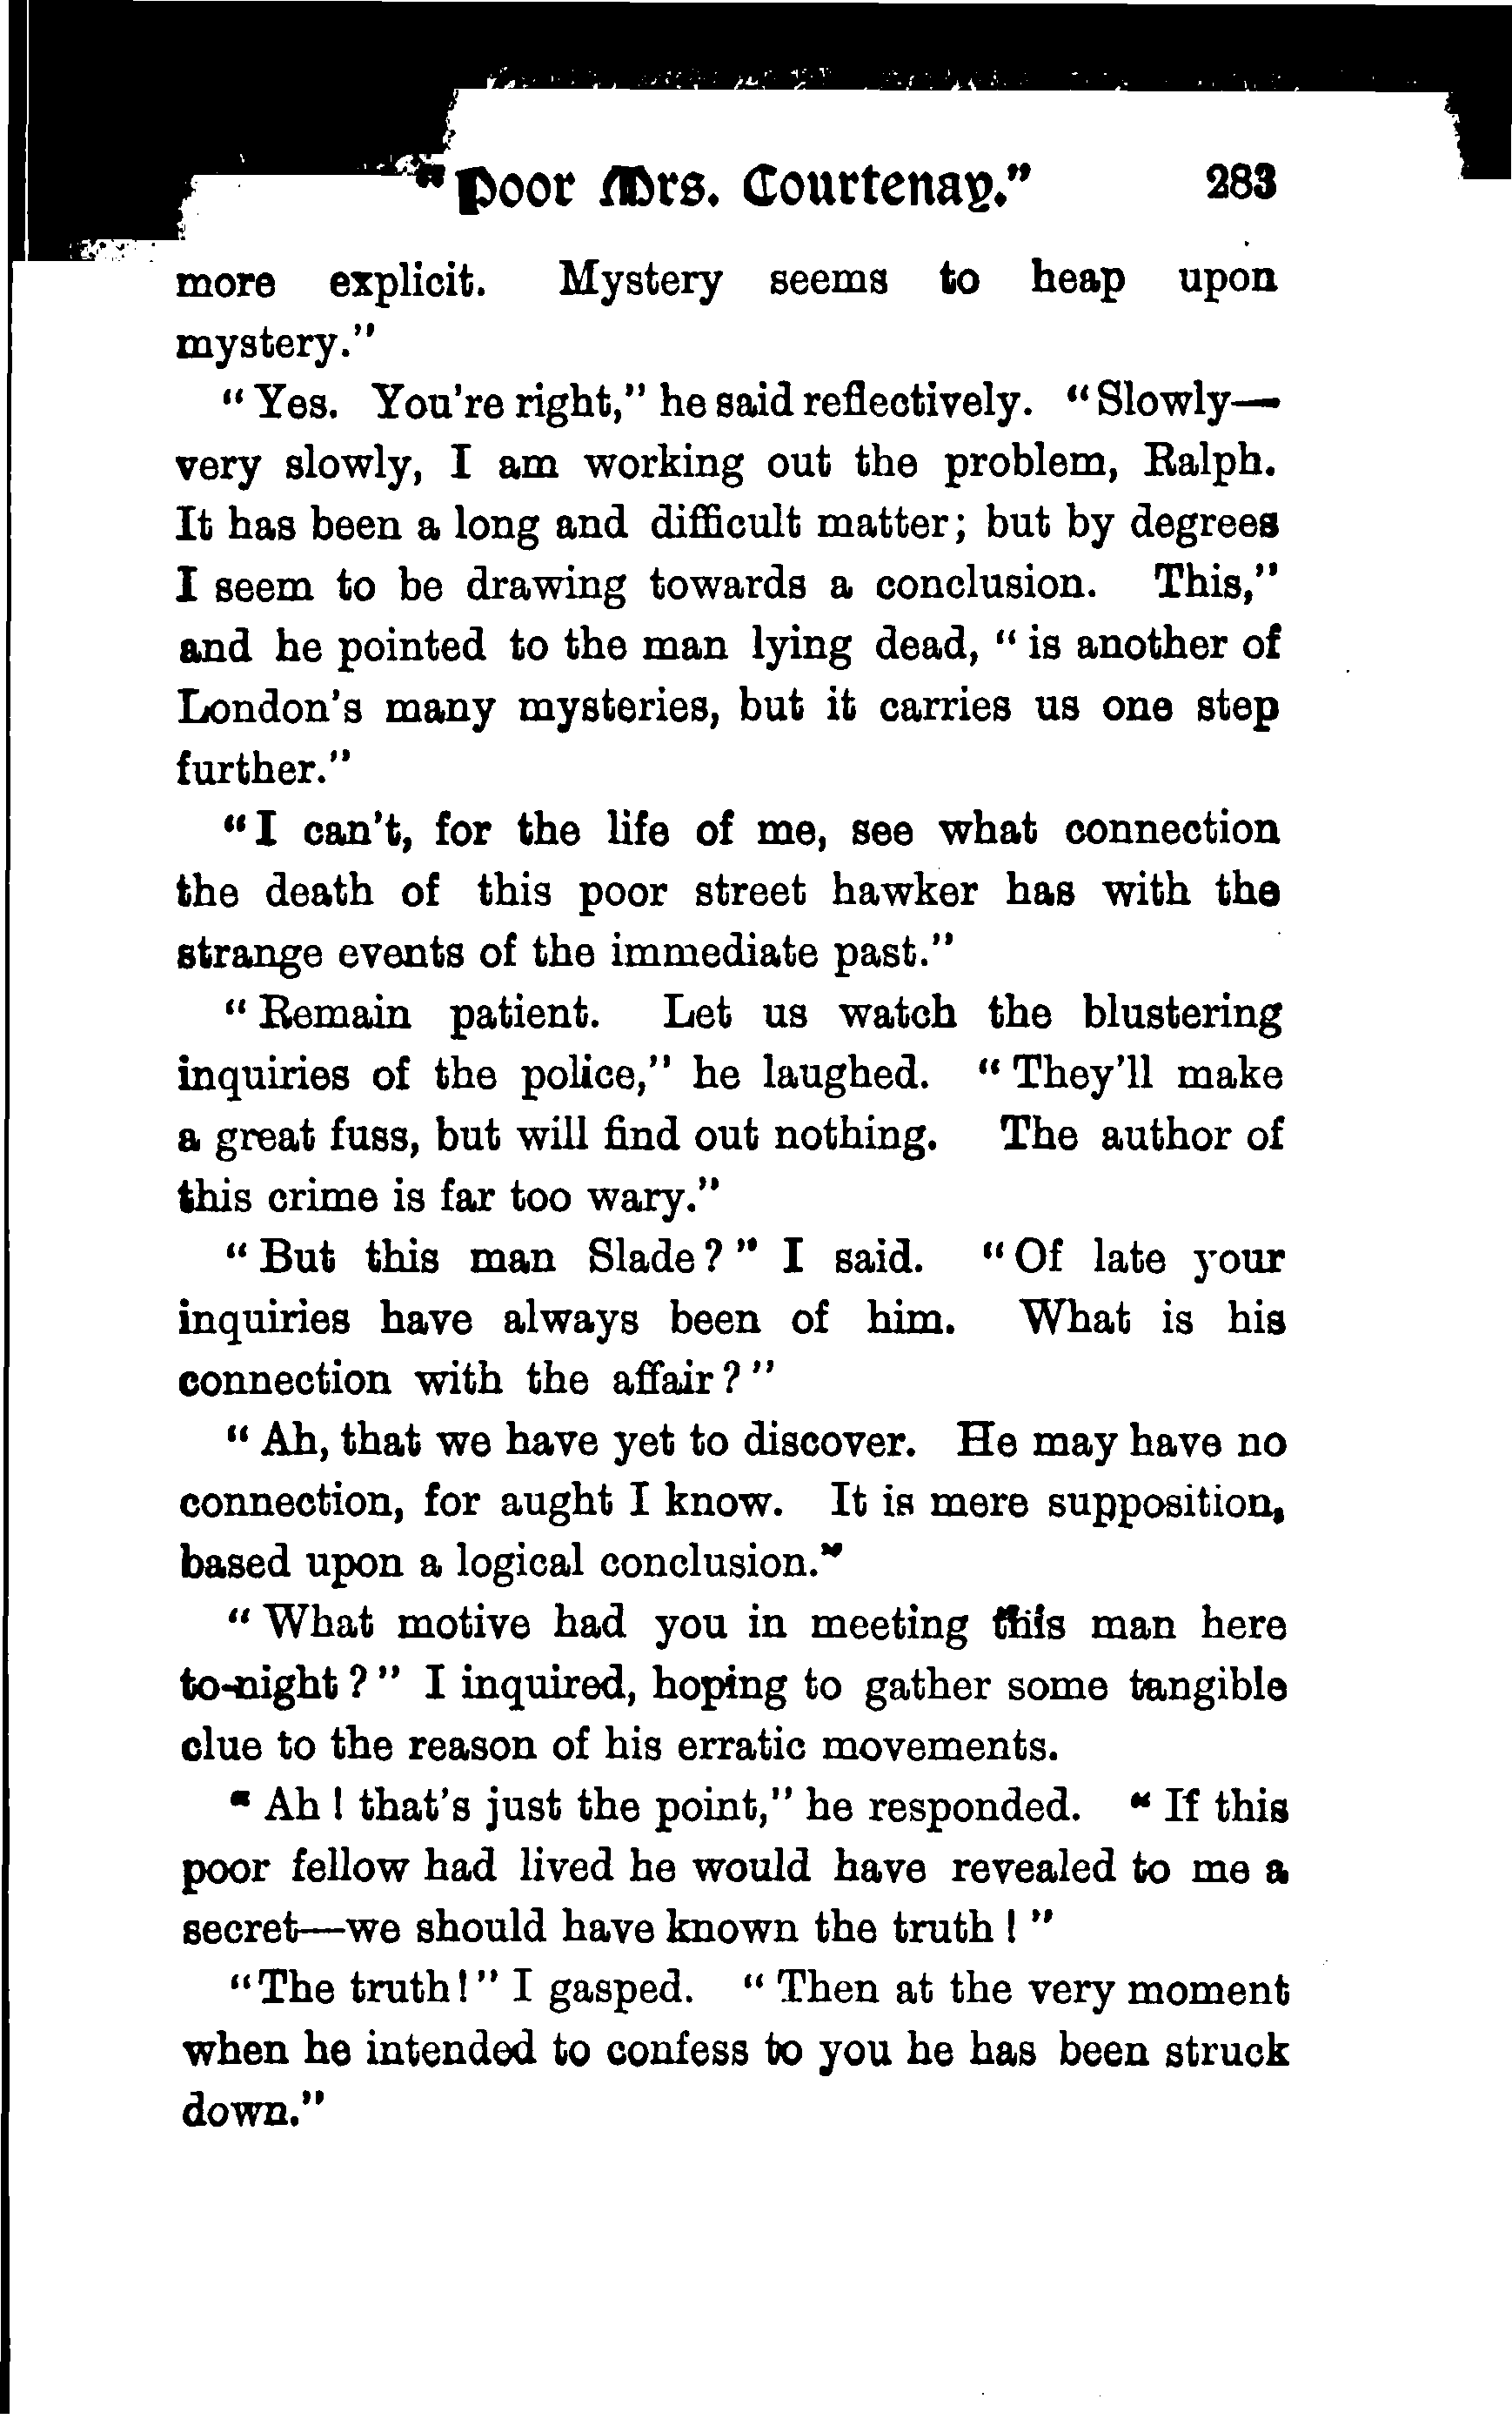 "Poor Mrs. Courtenay." 283
more explicit. Mystery seems to heap upon
mystery."
"Yes. You're right," he said reflectively. "Slowly—
very slowly, I am working out the problem, Ralph.
It has been a long and difficult matter; but by degrees
I seem to be drawing towards a conclusion. This,"
and he pointed to the man lying dead, "is another of
London's many mysteries, but it carries us one step
further."
"I can't, for the life of me, see what connection
the death of this poor street hawker has with the
strange events of the immediate past."
"Remain patient. Let us watch the blustering
inquiries of the police," he laughed. "They'll make
a great fuss, but will find out nothing. The author of
this crime is far too wary."
"But this man Slade?" I said. "Of late your
inquiries have always been of him. What is his
connection with the affair?"
"Ah, that we have yet to discover. He may have no
connection, for aught I know. It is mere supposition,
based upon a logical conclusion."
"What motive had you in meeting this man here
to-night?" I inquired, hoping to gather some tangible
clue to the reason of his erratic movements.
"Ah! that's just the point," he responded. "If this
poor fellow had lived he would have revealed to me a
secret—we should have known the truth!"
"The truth!" I gasped. "Then at the very moment
when he intended to confess to you he has been struck
down."